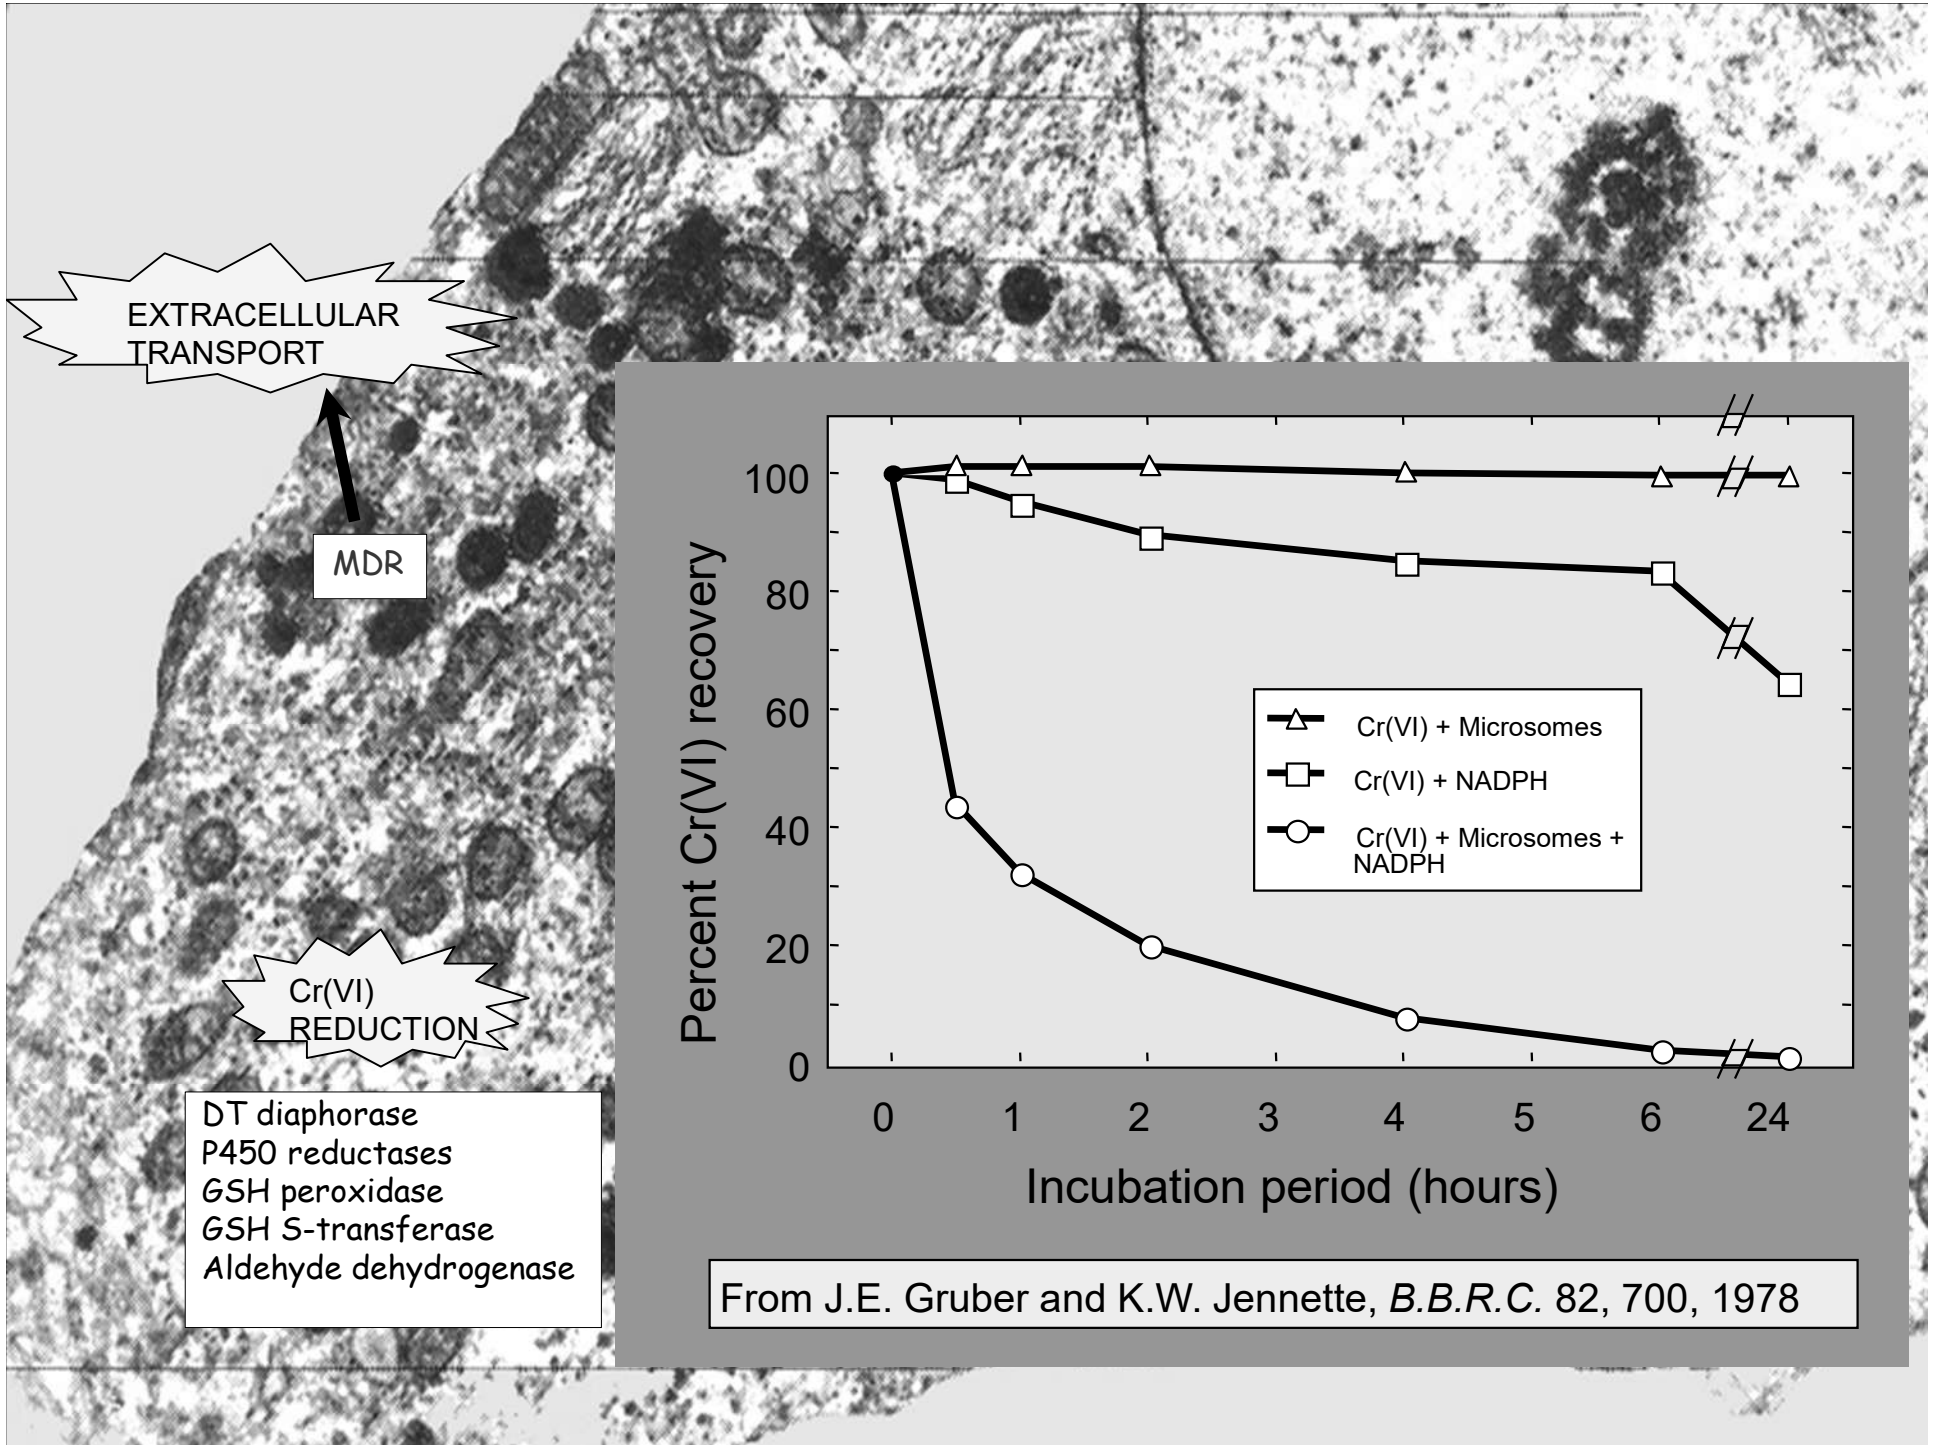 EXTRACELLULAR
TRANSPORT
MDR
Cr(VI)
REDUCTION
DT diaphorase
P450 reductases
GSH peroxidase
GSH S-transferase
Aldehyde dehydrogenase
Percent Cr(VI) recovery
100
80
60
40
20
0
Cr(VI) + Microsomes
Cr(VI) + NADPH
Cr(VI) + Microsomes +
NADPH
0 1 2 3 4 5 6 24
Incubation period (hours)
From J.E. Gruber and K.W. Jennette, B.B.R.C. 82, 700, 1978